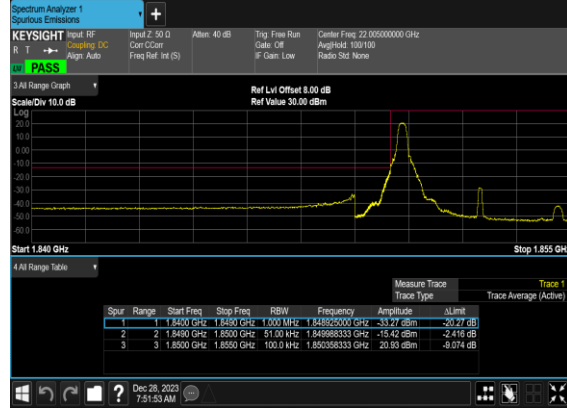 Spectrum Analyzer 1
Spurious Emissions
+
KEYSIGHT Input: RF Input Z: 50 Ω Atten: 40 dB Trig: Free Run Center Freq: 22.005000000 GHz
R T Coupling: DC Corr CCorr Gate: Off Avg|Hold: 100/100
Align: Auto Freq Ref: Int (S) IF Gain: Low Radio Std: None
PASS
3 All Range Graph
Ref Lvl Offset 8.00 dB
Scale/Div 10.0 dB Ref Value 30.00 dBm
Log
20.0
10.0
0.00
-10.0
-20.0
-30.0
-40.0
-50.0
-60.0
Start 1.840 GHz Stop 1.855 GH
4 All Range Table
Measure Trace Trace 1
Trace Type Trace Average (Active)
Spur Range Start Freq Stop Freq RBW Frequency Amplitude ΔLimit
1 1 1.8400 GHz 1.8490 GHz 1.000 MHz 1.848925000 GHz -33.27 dBm -20.27 dB
2 2 1.8490 GHz 1.8500 GHz 51.00 kHz 1.849988333 GHz -15.42 dBm -2.416 dB
3 3 1.8500 GHz 1.8550 GHz 100.0 kHz 1.850358333 GHz 20.93 dBm -9.074 dB
? Dec 28, 2023
7:51:53 AM